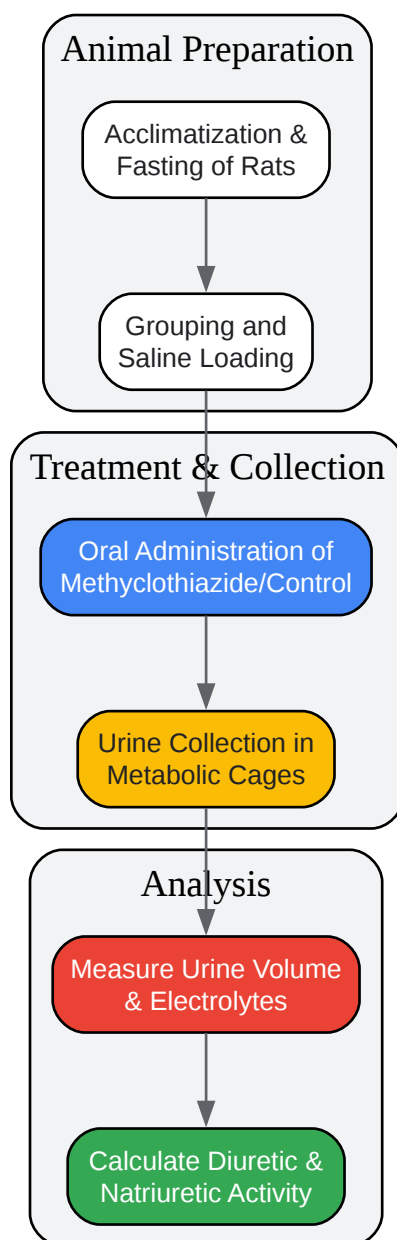 Animal Preparation
Acclimatization &
Fasting of Rats
Grouping and
Saline Loading
Treatment & Collection
Oral Administration of
Methyclothiazide/Control
Urine Collection in
Metabolic Cages
Analysis
Measure Urine Volume
& Electrolytes
Calculate Diuretic &
Natriuretic Activity